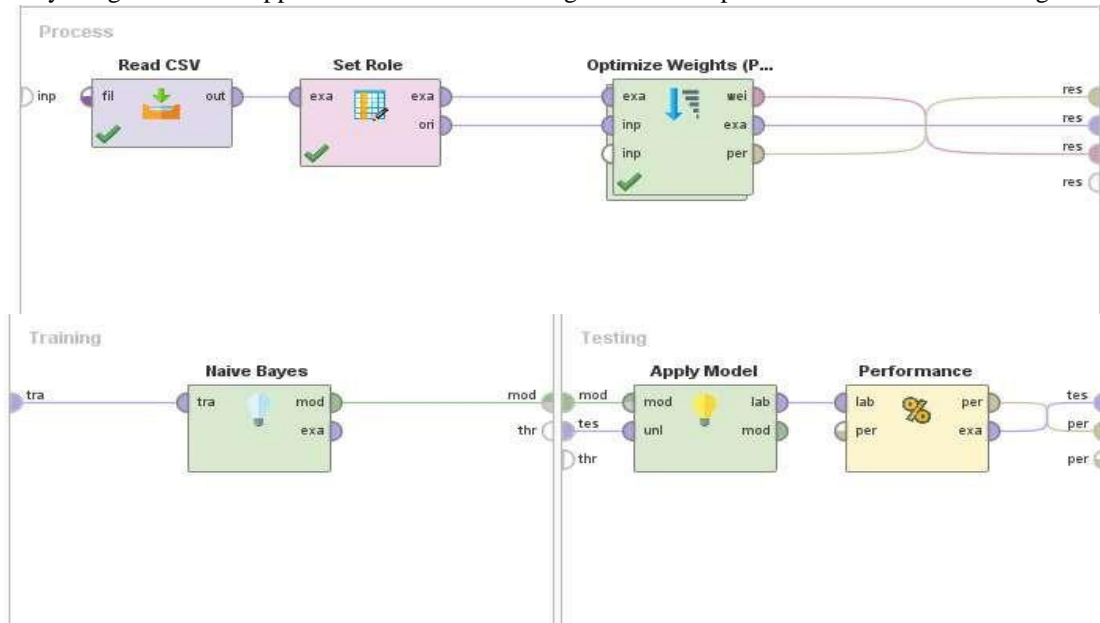 Process
Read CSV Set Role Optimize Weights (P...
inp fil out exa exa exa wei res
ori inp exa res
inp per res
res
Training Testing
Naive Bayes Apply Model Performance
tra tra mod mod mod mod lab lab per tes
exa thr tes unl mod per exa per
thr per